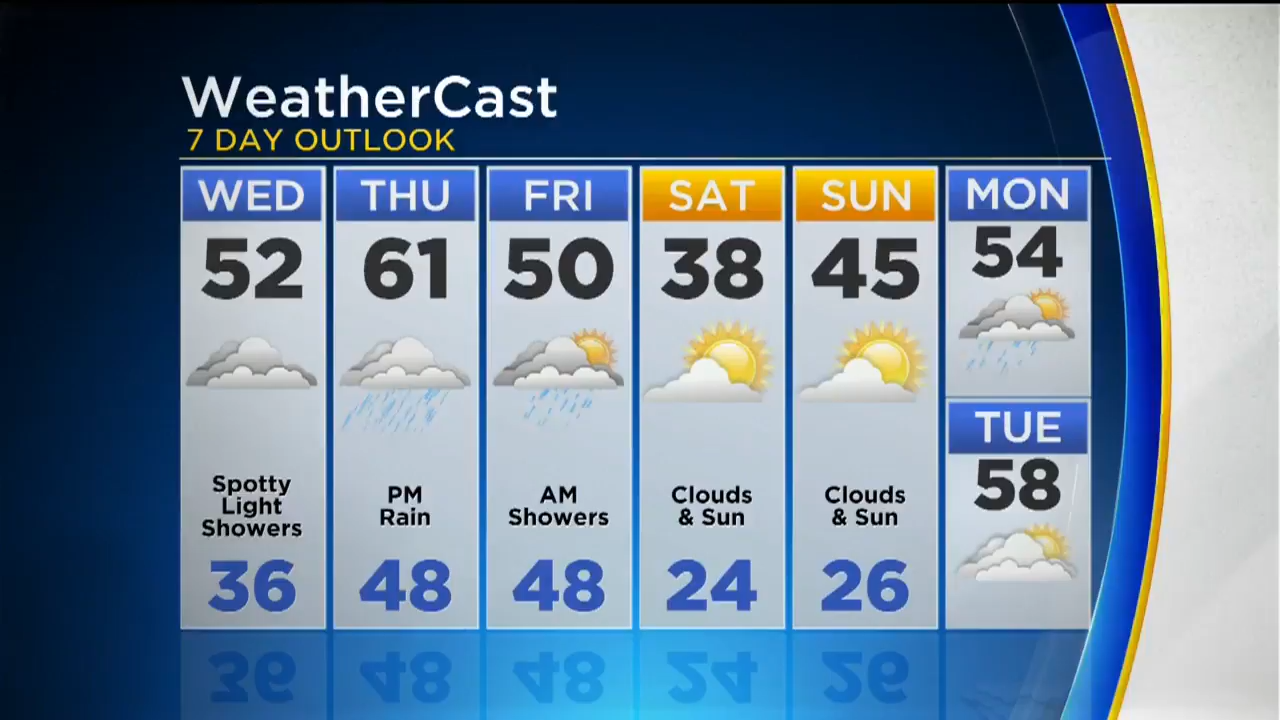 WeatherCast
7 DAY OUTLOOK
WED
52
Spotty
Light
Showers
36
THU
61
PM
Rain
48
FRI
50
AM
Showers
48
SAT
38
Clouds
& Sun
24
SUN
45
Clouds
& Sun
26
MON
54
TUE
58